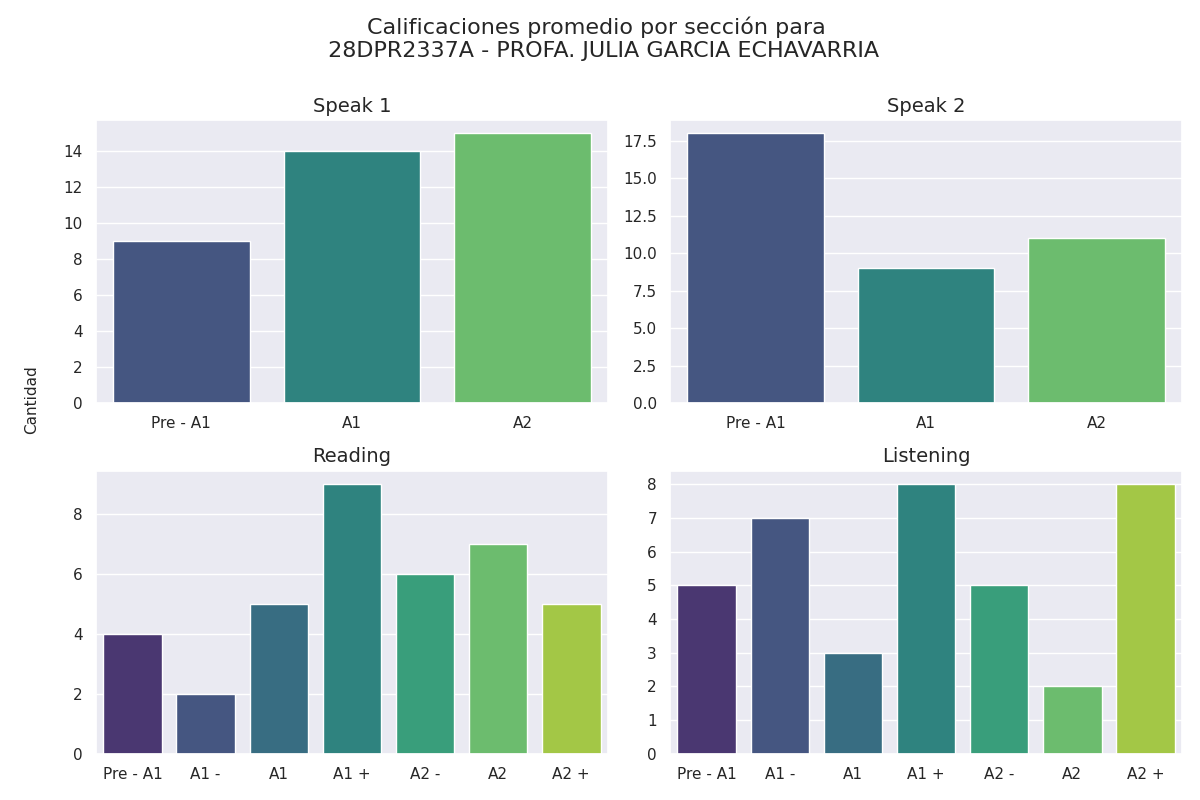 Calificaciones promedio por sección para
28DPR2337A - PROFA. JULIA GARCIA ECHAVARRIA
Cantidad
Speak 1
14
12
10
8
6
4
2
0
Pre - A1 A1 A2
Speak 2
17.5
15.0
12.5
10.0
7.5
5.0
2.5
0.0
Pre - A1 A1 A2
Reading
8
6
4
2
0
Pre - A1 A1 - A1 A1 + A2 - A2 A2 +
Listening
8
7
6
5
4
3
2
1
0
Pre - A1 A1 - A1 A1 + A2 - A2 A2 +